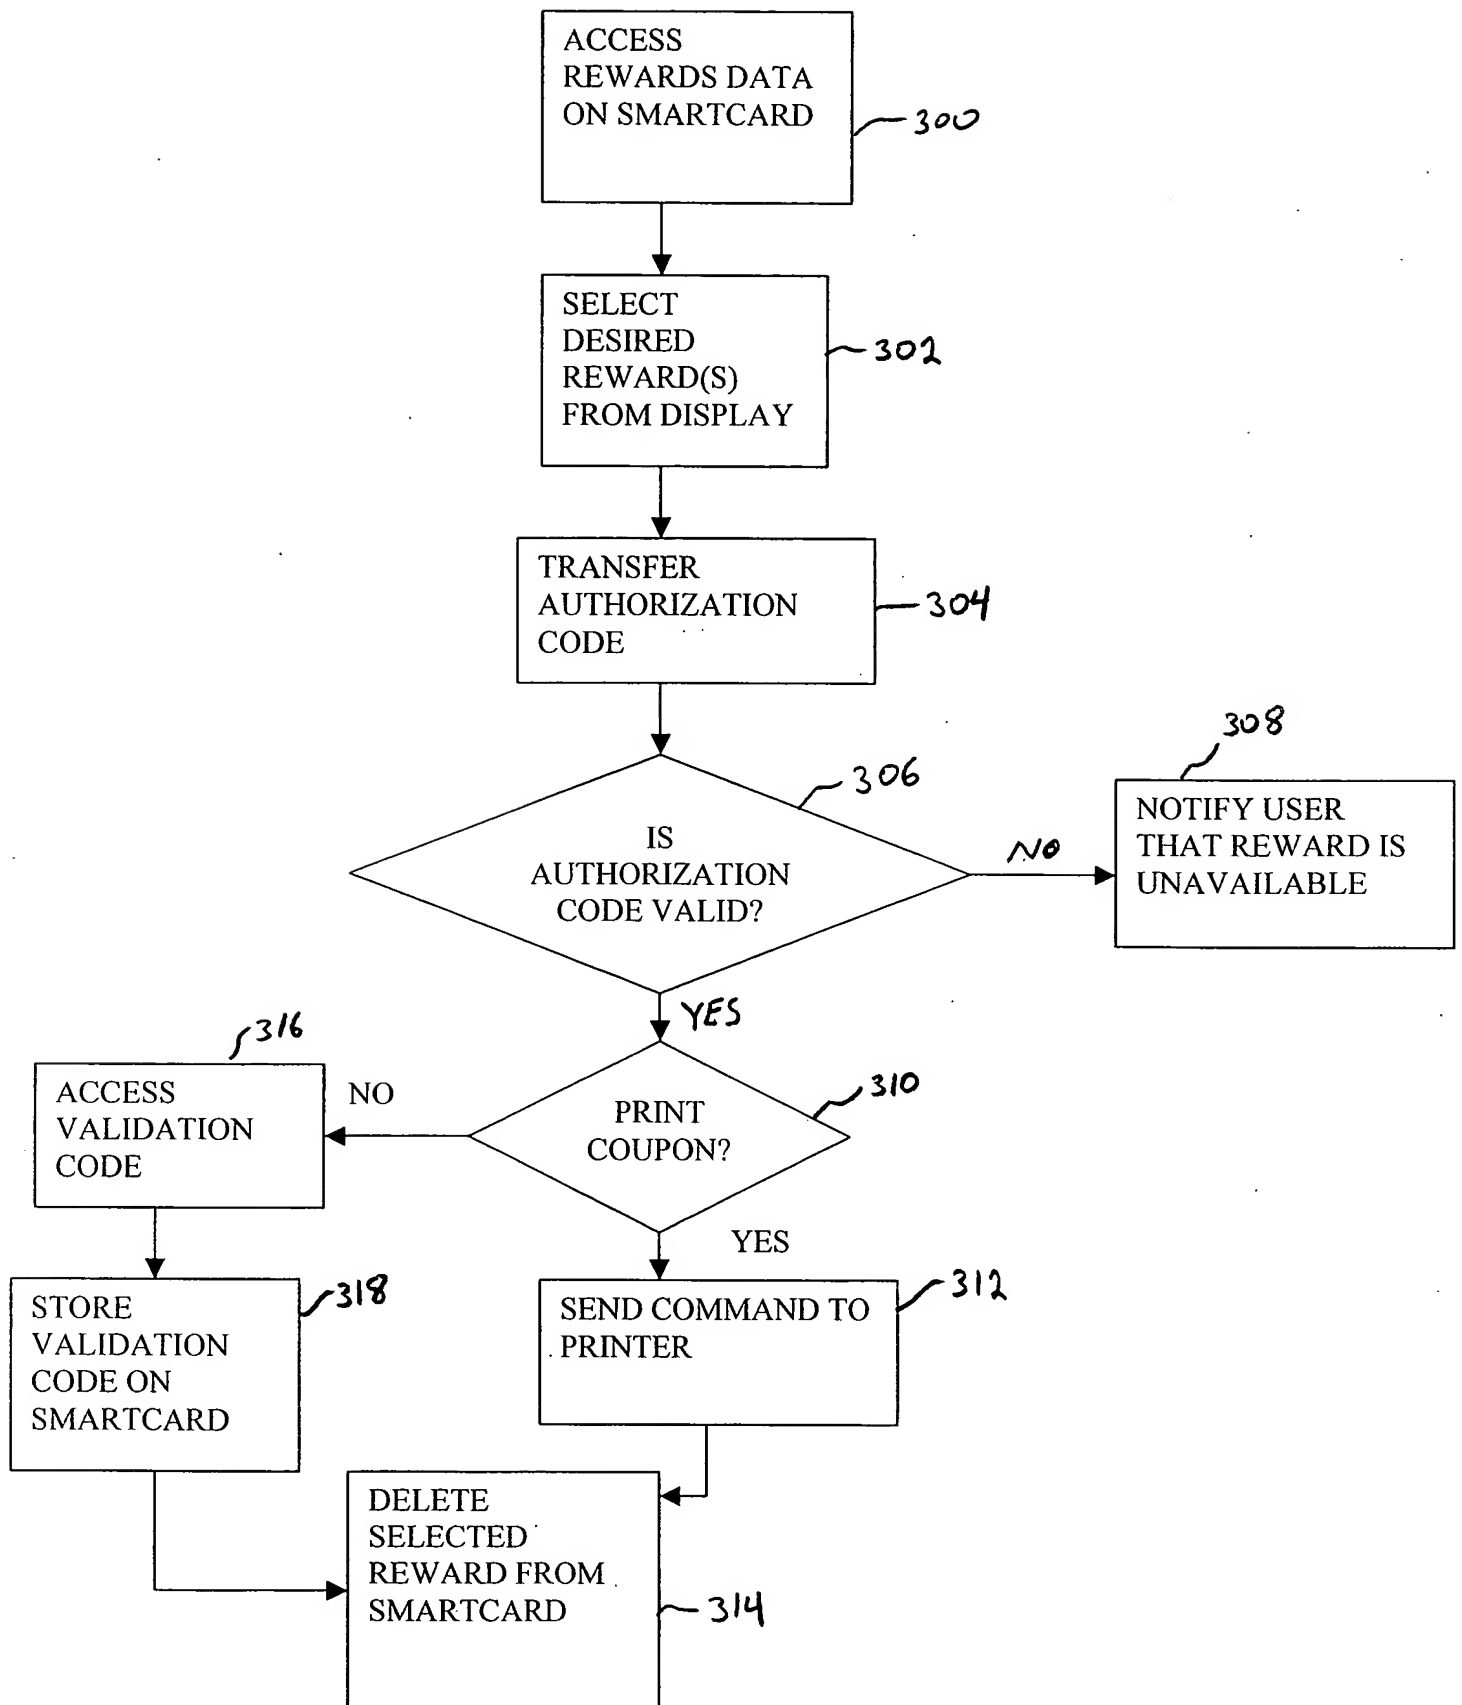 ACCESS
REWARDS DATA
ON SMARTCARD
300
SELECT
DESIRED
REWARD(S)
FROM DISPLAY
302
TRANSFER
AUTHORIZATION
CODE
304
306
IS
AUTHORIZATION
CODE VALID?
NO
308
NOTIFY USER
THAT REWARD IS
UNAVAILABLE
YES
310
PRINT
COUPON?
NO
316
ACCESS
VALIDATION
CODE
318
STORE
VALIDATION
CODE ON
SMARTCARD
YES
312
SEND COMMAND TO
PRINTER
DELETE
SELECTED
REWARD FROM
SMARTCARD
314